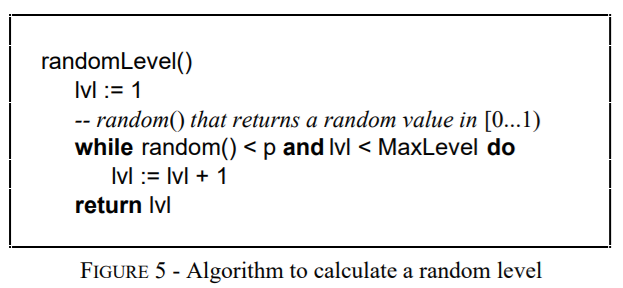 randomLevel()
lvl := 1
-- random() that returns a random value in [0...1)
while random() < p and lvl < MaxLevel do
lvl := lvl + 1
return lvl
FIGURE 5 - Algorithm to calculate a random level